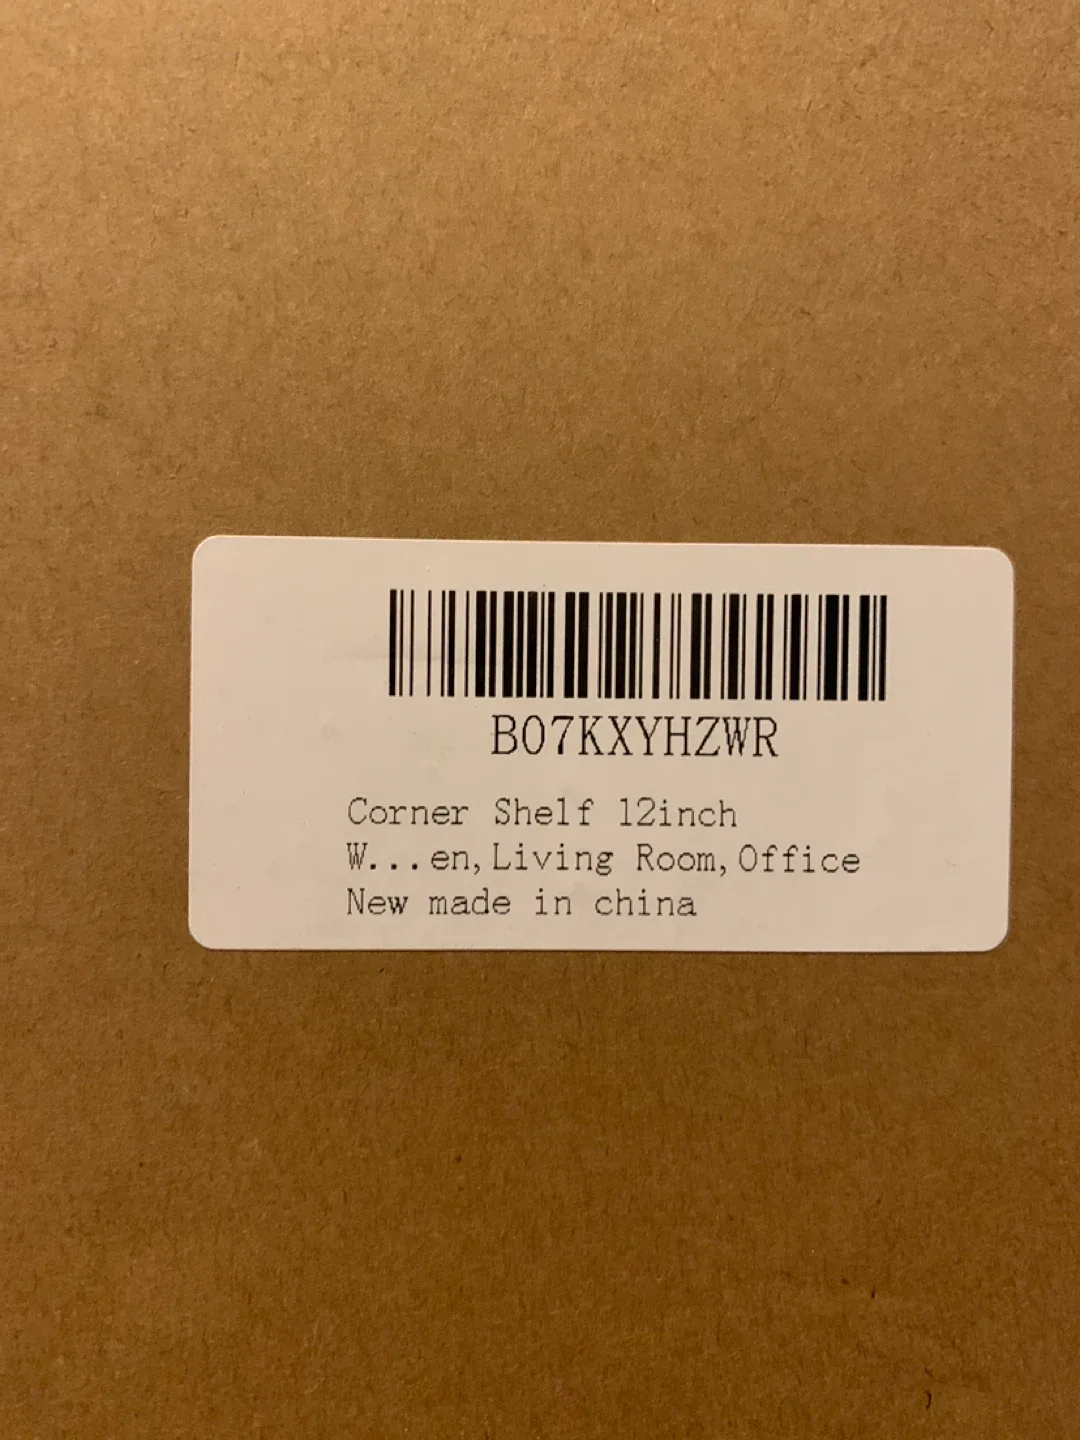 B07KXYHZWR
Corner Shelf 12inch
W...en,Living Room,Office
New made in china